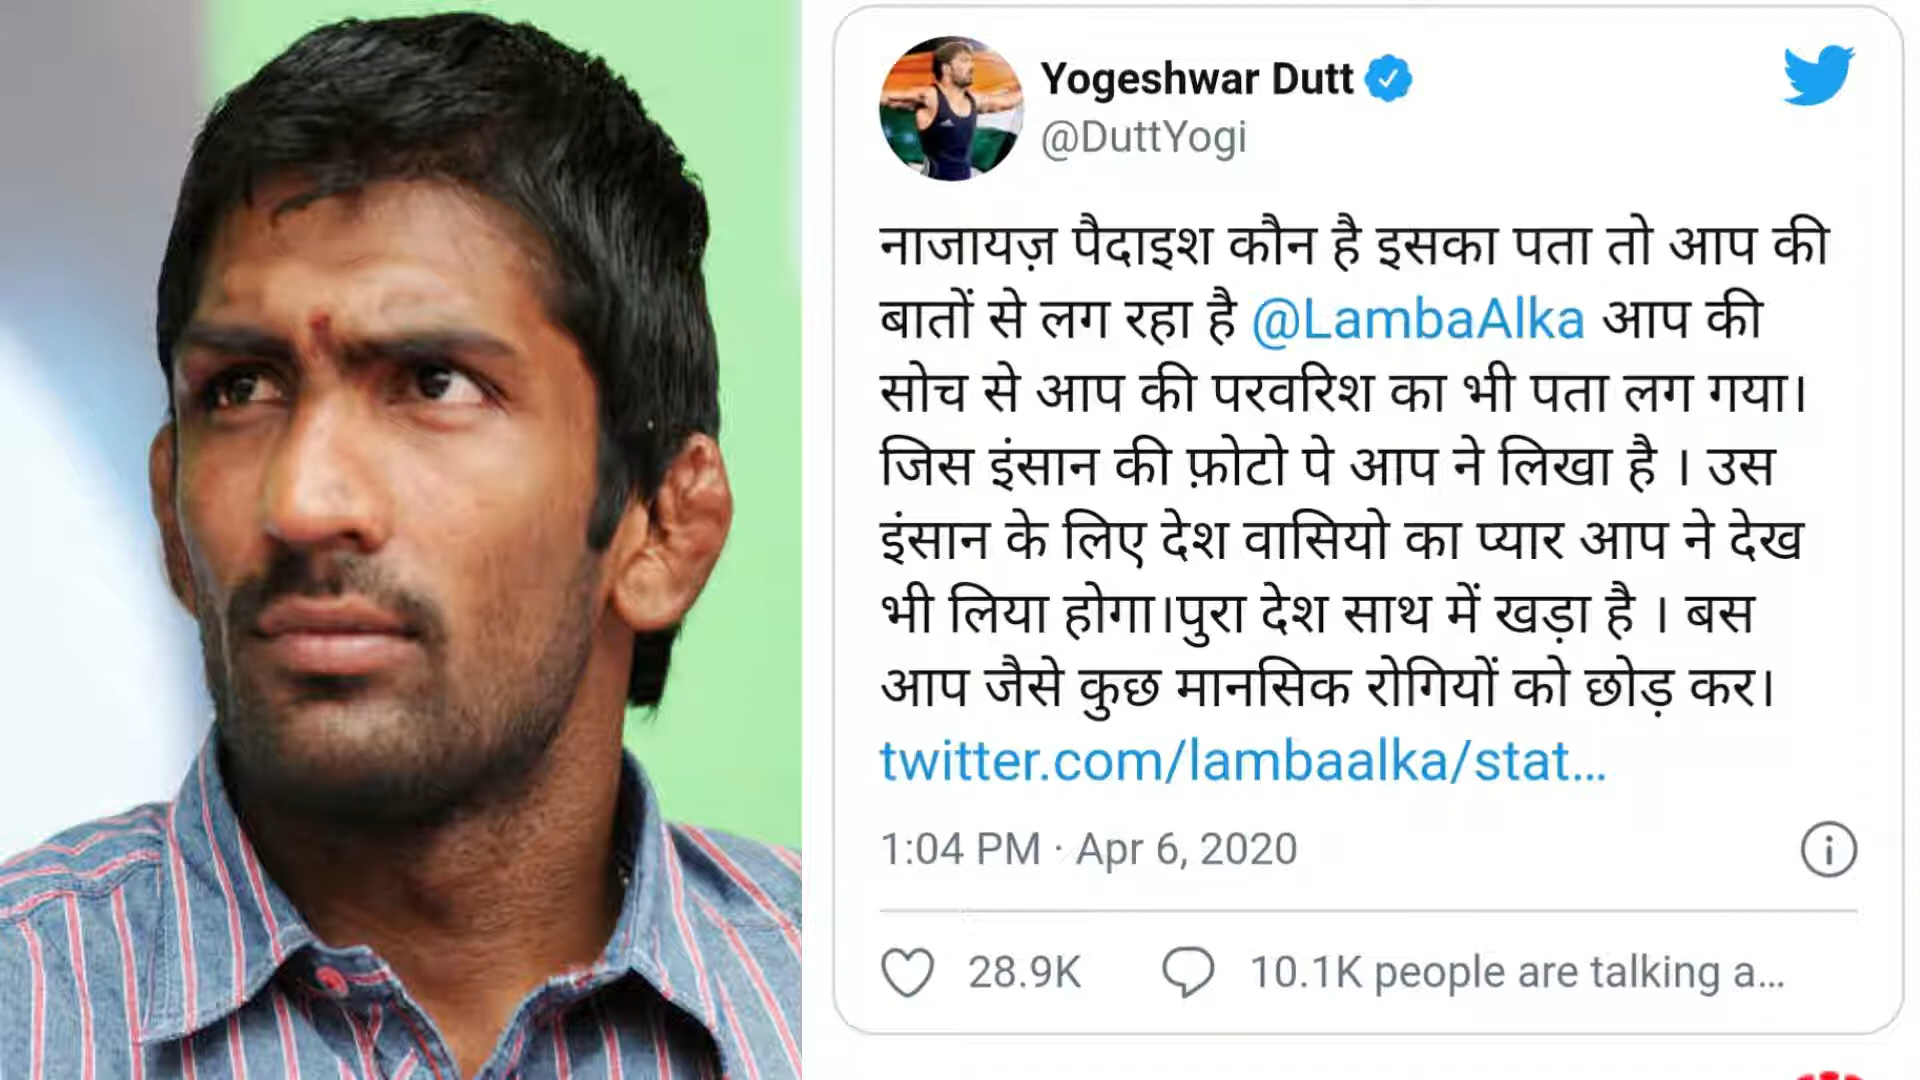 Yogeshwar Dutt
@DuttYogi
नाजायज़ पैदाइश कौन है इसका पता तो आप की
बातों से लग रहा है @LambaAlka आप की
सोच से आप की परवरिश का भी पता लग गया।
जिस इंसान की फ़ोटो पे आप ने लिखा है । उस
इंसान के लिए देश वासियो का प्यार आप ने देख
भी लिया होगा।पुरा देश साथ में खड़ा है । बस
आप जैसे कुछ मानसिक रोगियों को छोड़ कर।
twitter.com/lambaalka/stat…
1:04 PM · Apr 6, 2020
28.9K 10.1K people are talking a...